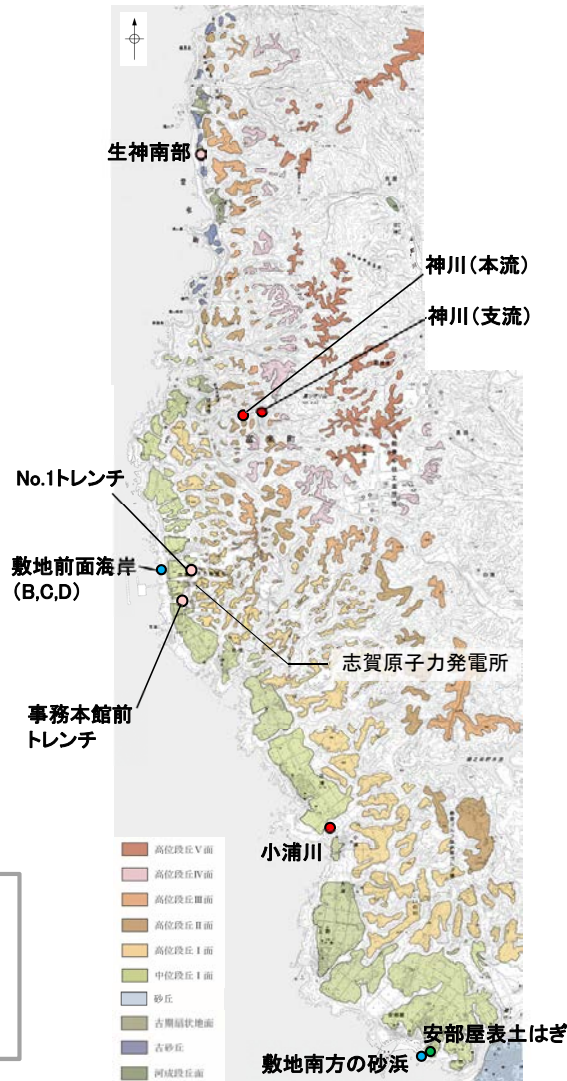 生神南部
神川(本流)
神川(支流)
No.1トレンチ
敷地前面海岸
(B,C,D)
志賀原子力発電所
事務本館前
トレンチ
小浦川
高位段丘Ⅴ面
高位段丘Ⅳ面
高位段丘Ⅲ面
高位段丘Ⅱ面
高位段丘Ⅰ面
中位段丘Ⅰ面
砂丘
古期扇状地面
古砂丘
河成段丘面
安部屋表土はぎ
敷地南方の砂浜